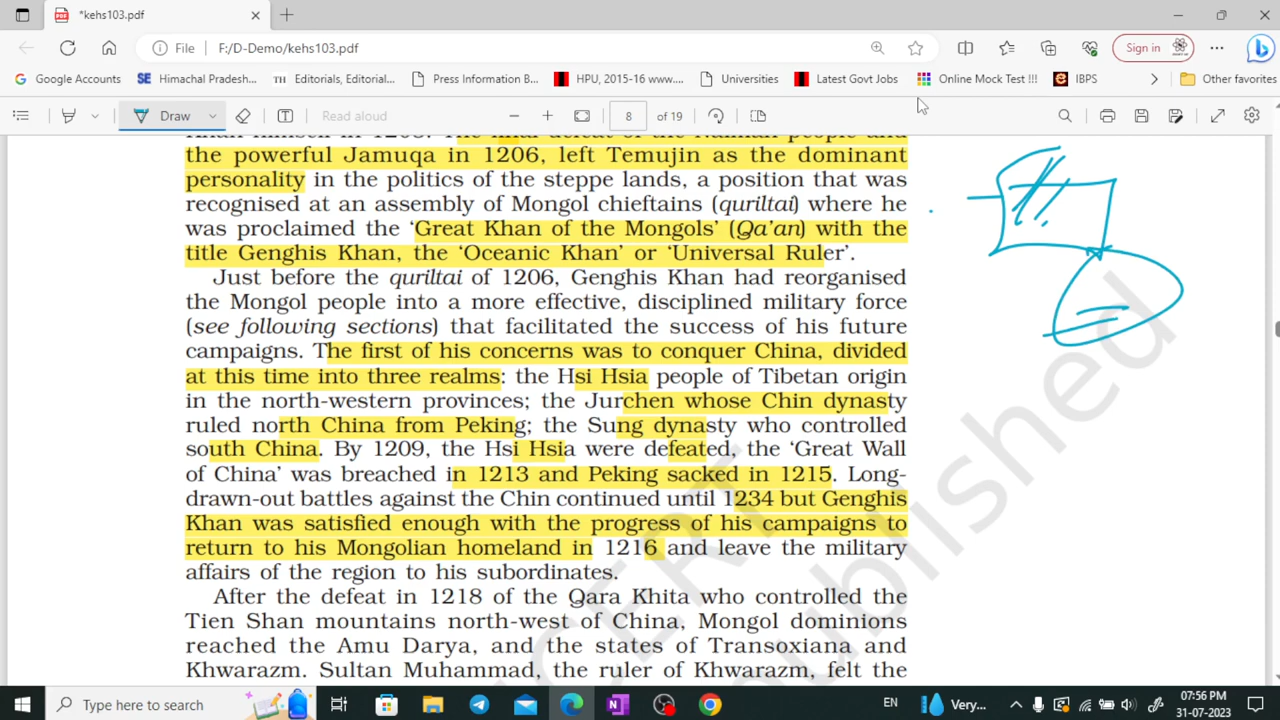 *kehs103.pdf
File F:/D-Demo/kehs103.pdf Sign in
Google Accounts SE Himachal Pradesh... TH Editorials, Editorial... Press Information B... HPU, 2015-16 www.... Universities Latest Govt Jobs Online Mock Test !!! e IBPS Other favorites
Draw Read aloud 8 of 19
the powerful Jamuqa in 1206, left Temujin as the dominant
personality in the politics of the steppe lands, a position that was
recognised at an assembly of Mongol chieftains (quriltai) where he
was proclaimed the ‘Great Khan of the Mongols’ (Qa’an) with the
title Genghis Khan, the ‘Oceanic Khan’ or ‘Universal Ruler’.
Just before the quriltai of 1206, Genghis Khan had reorganised
the Mongol people into a more effective, disciplined military force
(see following sections) that facilitated the success of his future
campaigns. The first of his concerns was to conquer China, divided
at this time into three realms: the Hsi Hsia people of Tibetan origin
in the north-western provinces; the Jurchen whose Chin dynasty
ruled north China from Peking; the Sung dynasty who controlled
south China. By 1209, the Hsi Hsia were defeated, the ‘Great Wall
of China’ was breached in 1213 and Peking sacked in 1215. Long-
drawn-out battles against the Chin continued until 1234 but Genghis
Khan was satisfied enough with the progress of his campaigns to
return to his Mongolian homeland in 1216 and leave the military
affairs of the region to his subordinates.
After the defeat in 1218 of the Qara Khita who controlled the
Tien Shan mountains north-west of China, Mongol dominions
reached the Amu Darya, and the states of Transoxiana and
Khwarazm. Sultan Muhammad, the ruler of Khwarazm, felt the
Type here to search EN Very... 07:56 PM
31-07-2023